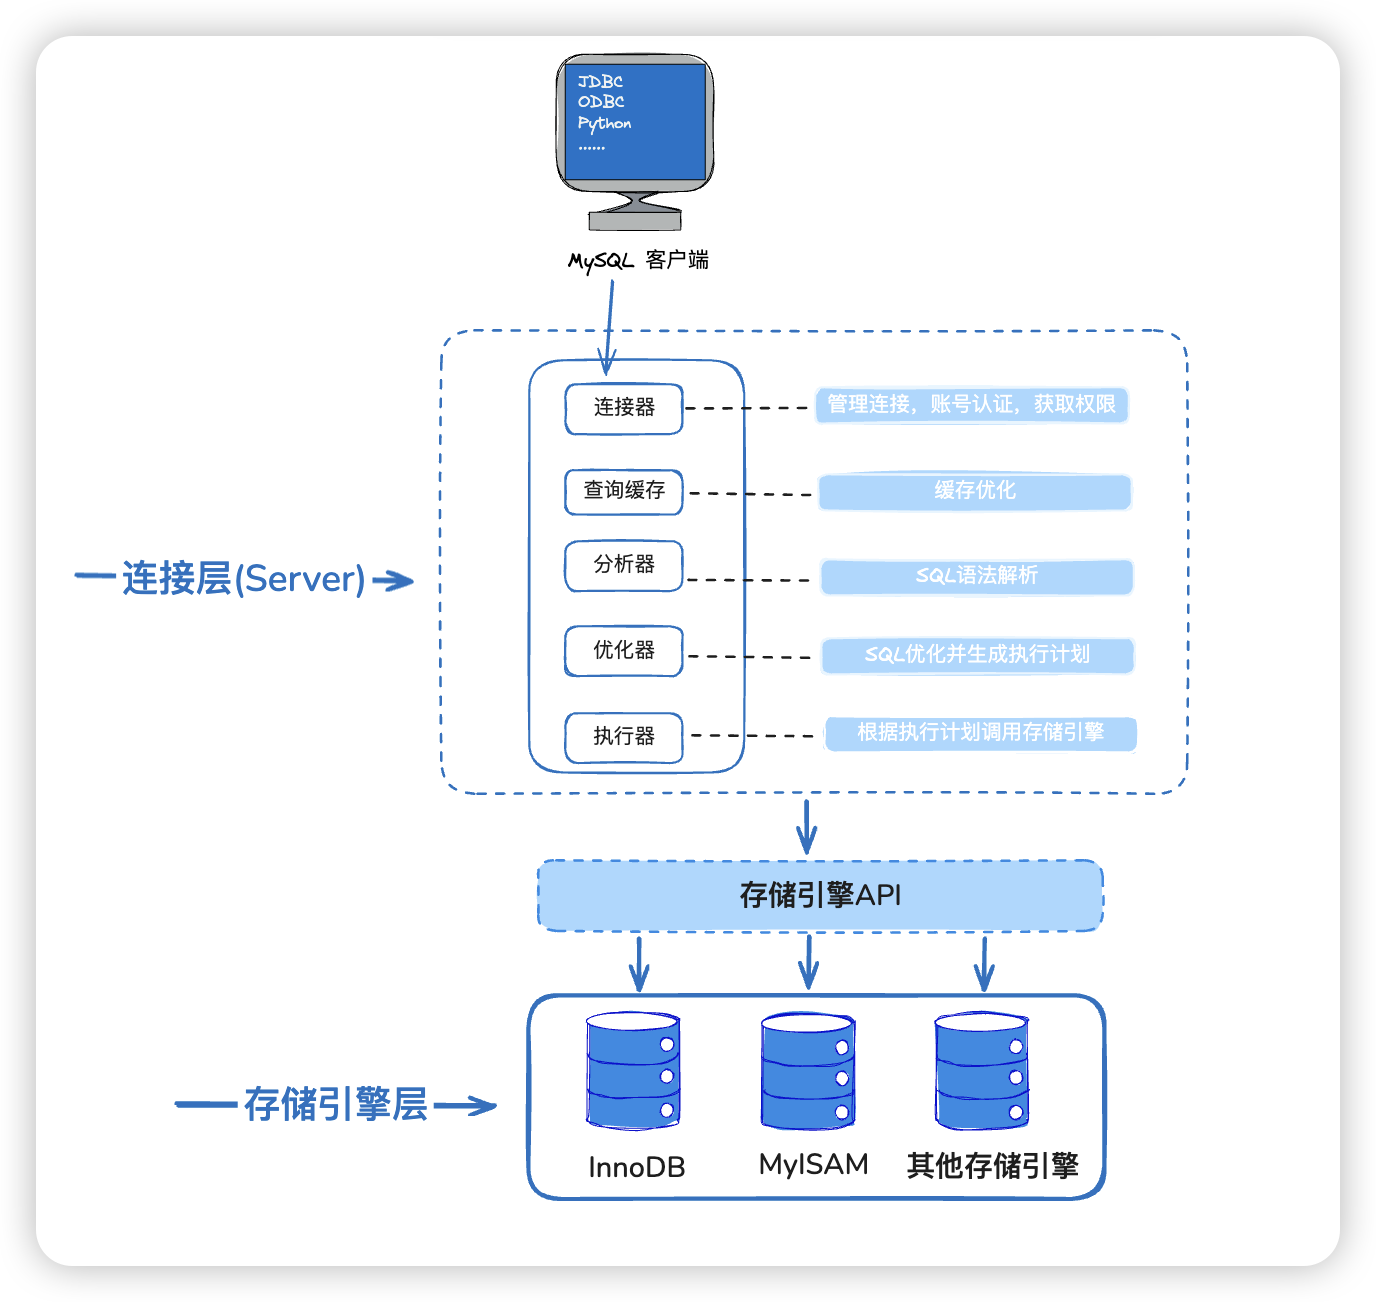 JDBC
ODBC
Python
......
MySQL 客户端
连接器
管理连接，账号认证，获取权限
查询缓存
缓存优化
分析器
SQL语法解析
连接层(Server)
优化器
SQL优化并生成执行计划
执行器
根据执行计划调用存储引擎
存储引擎API
存储引擎层
InnoDB
MyISAM
其他存储引擎